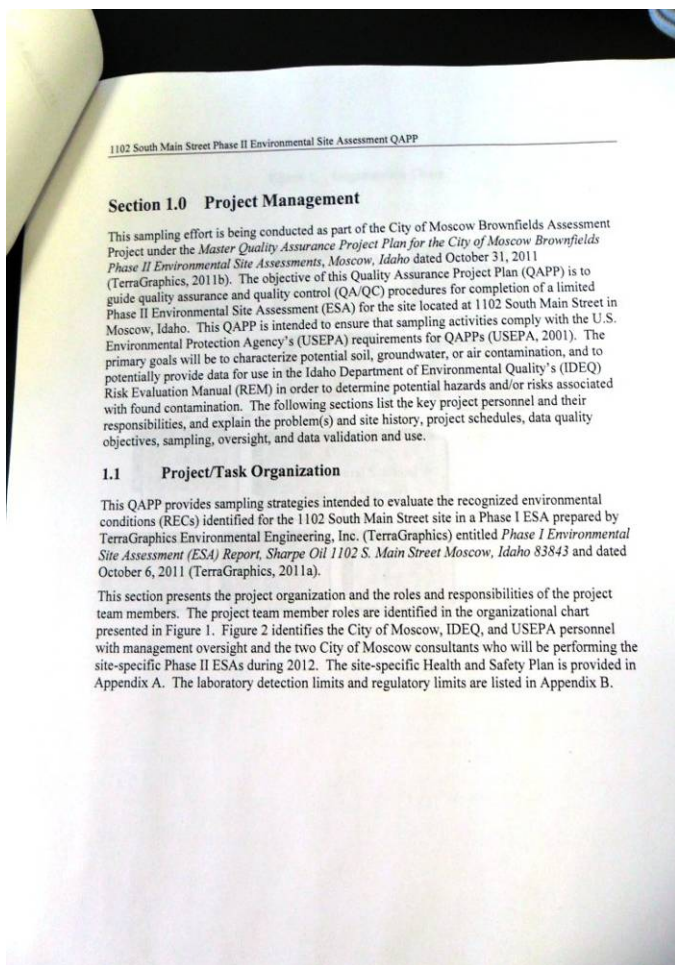 1102 South Main Street Phase II Environmental Site Assessment QAPP
Section 1.0 Project Management
This sampling effort is being conducted as part of the City of Moscow Brownfields Assessment
Project under the Master Quality Assurance Project Plan for the City of Moscow Brownfields
Phase II Environmental Site Assessments, Moscow, Idaho dated October 31, 2011
(TerraGraphics, 2011b). The objective of this Quality Assurance Project Plan (QAPP) is to
guide quality assurance and quality control (QA/QC) procedures for completion of a limited
Phase II Environmental Site Assessment (ESA) for the site located at 1102 South Main Street in
Moscow, Idaho. This QAPP is intended to ensure that sampling activities comply with the U.S.
Environmental Protection Agency's (USEPA) requirements for QAPPs (USEPA, 2001). The
primary goals will be to characterize potential soil, groundwater, or air contamination, and to
potentially provide data for use in the Idaho Department of Environmental Quality's (IDEQ)
Risk Evaluation Manual (REM) in order to determine potential hazards and/or risks associated
with found contamination. The following sections list the key project personnel and their
responsibilities, and explain the problem(s) and site history, project schedules, data quality
objectives, sampling, oversight, and data validation and use.
1.1 Project/Task Organization
This QAPP provides sampling strategies intended to evaluate the recognized environmental
conditions (RECs) identified for the 1102 South Main Street site in a Phase I ESA prepared by
TerraGraphics Environmental Engineering, Inc. (TerraGraphics) entitled Phase I Environmental
Site Assessment (ESA) Report, Sharpe Oil 1102 S. Main Street Moscow, Idaho 83843 and dated
October 6, 2011 (TerraGraphics, 2011a).
This section presents the project organization and the roles and responsibilities of the project
team members. The project team member roles are identified in the organizational chart
presented in Figure 1. Figure 2 identifies the City of Moscow, IDEQ, and USEPA personnel
with management oversight and the two City of Moscow consultants who will be performing the
site-specific Phase II ESAs during 2012. The site-specific Health and Safety Plan is provided in
Appendix A. The laboratory detection limits and regulatory limits are listed in Appendix B.